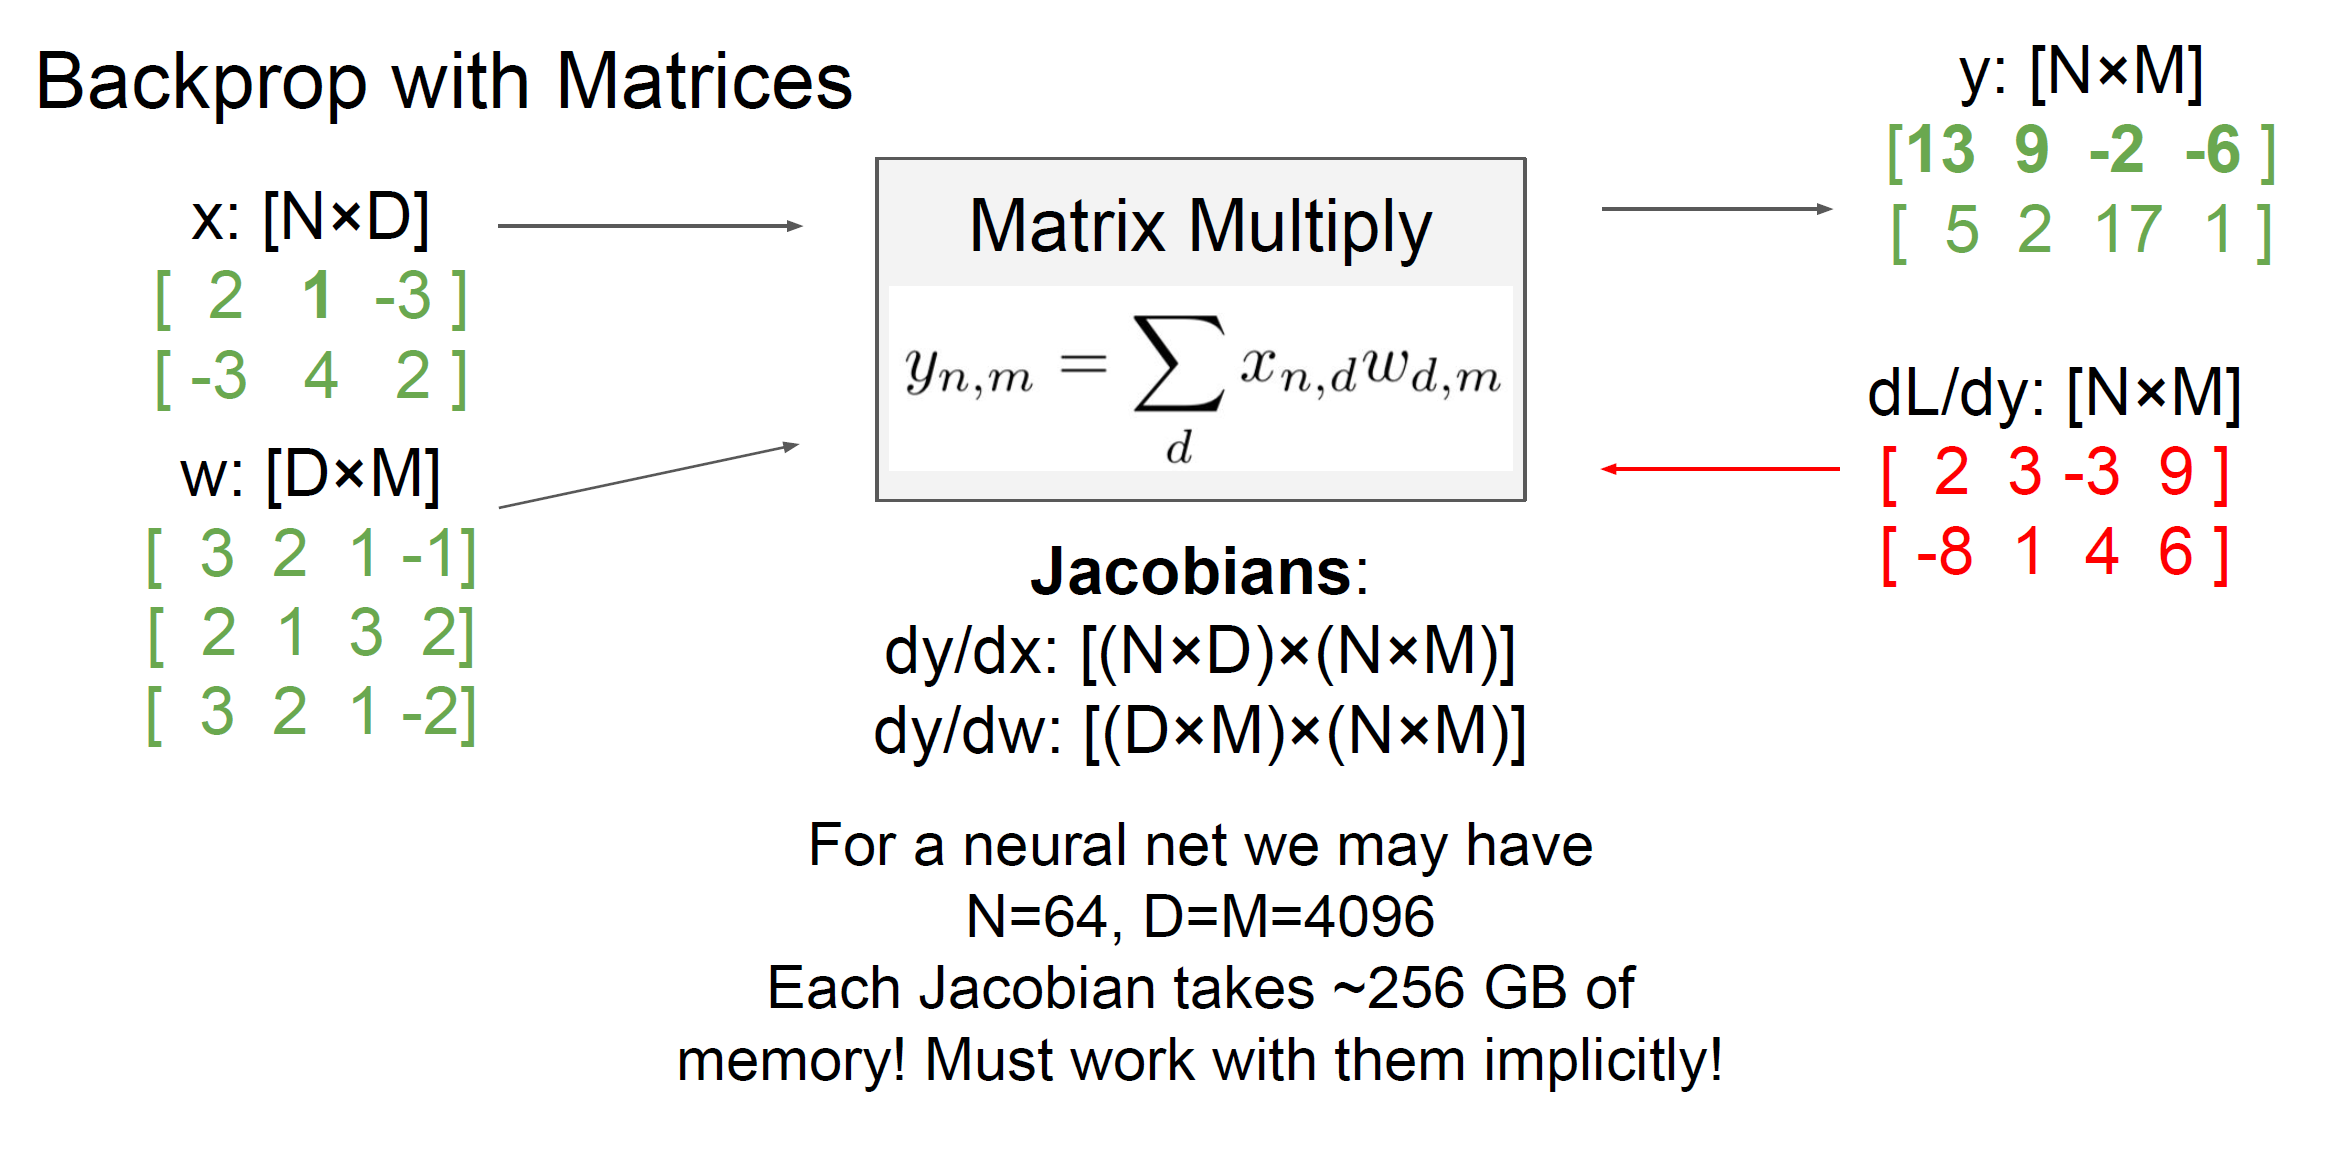 Backprop with Matrices
x: [N×D]
[ 2 1 -3 ]
[ -3 4 2 ]
w: [D×M]
[ 3 2 1 -1]
[ 2 1 3 2]
[ 3 2 1 -2]
Matrix Multiply
y_{n,m} = \sum_{d} x_{n,d} w_{d,m}
Jacobians:
dy/dx: [(N×D)×(N×M)]
dy/dw: [(D×M)×(N×M)]
For a neural net we may have
N=64, D=M=4096
Each Jacobian takes ~256 GB of
memory! Must work with them implicitly!
y: [N×M]
[13 9 -2 -6 ]
[ 5 2 17 1 ]
dL/dy: [N×M]
[ 2 3 -3 9 ]
[ -8 1 4 6 ]